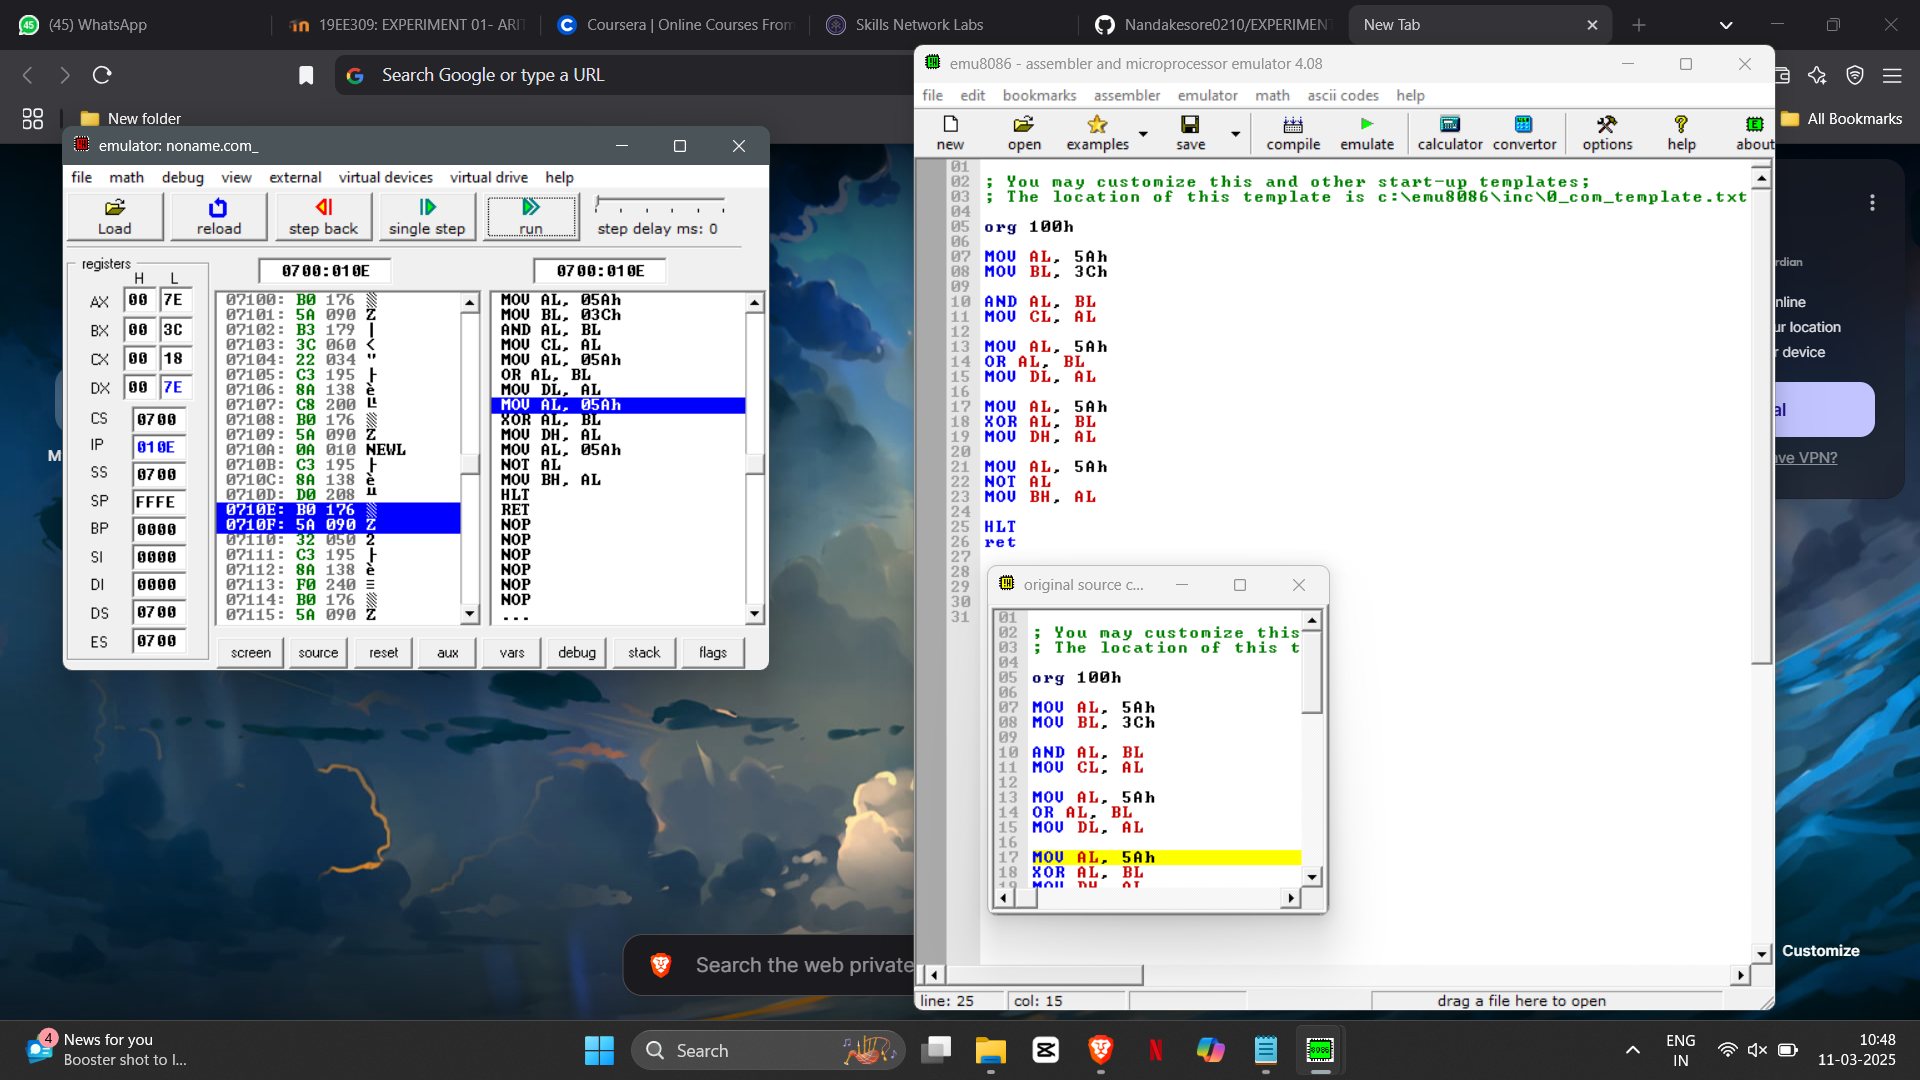 (45) WhatsApp
19EE309: EXPERIMENT 01- ARIT
Coursera | Online Courses From
Skills Network Labs
Nandakesore0210/EXPERIMENT
New Tab
Search Google or type a URL
New folder
All Bookmarks
emulator: noname.com_
file math debug view external virtual devices virtual drive help
Load reload step back single step run step delay ms: 0
registers
H L
0700:010E
0700:010E
AX 00 7E
BX 00 3C
CX 00 18
DX 00 7E
CS 0700
IP 010E
SS 0700
SP FFFE
BP 0000
SI 0000
DI 0000
DS 0700
ES 0700
07100: B0 176 ▒
07101: 5A 090 Z
07102: B3 179 │
07103: 3C 060 <
07104: 22 034 "
07105: C3 195 ├
07106: 8A 138 è
07107: C8 200 ╚
07108: B0 176 ▒
07109: 5A 090 Z
0710A: 0A 010 NEWL
0710B: C3 195 ├
0710C: 8A 138 è
0710D: D0 208 ╨
0710E: B0 176 ▒
0710F: 5A 090 Z
07110: 32 050 2
07111: C3 195 ├
07112: 8A 138 è
07113: F0 240 ≡
07114: B0 176 ▒
07115: 5A 090 Z
MOV AL, 05Ah
MOV BL, 03Ch
AND AL, BL
MOV CL, AL
MOV AL, 05Ah
OR AL, BL
MOV DL, AL
MOV AL, 05Ah
XOR AL, BL
MOV DH, AL
MOV AL, 05Ah
NOT AL
MOV BH, AL
HLT
RET
NOP
NOP
NOP
NOP
NOP
NOP
...
screen source reset aux vars debug stack flags
emu8086 - assembler and microprocessor emulator 4.08
file edit bookmarks assembler emulator math ascii codes help
new open examples save compile emulate calculator convertor options help about
01
02 ; You may customize this and other start-up templates;
03 ; The location of this template is c:\emu8086\inc\0_com_template.txt
04
05 org 100h
06
07 MOV AL, 5Ah
08 MOV BL, 3Ch
09
10 AND AL, BL
11 MOV CL, AL
12
13 MOV AL, 5Ah
14 OR AL, BL
15 MOV DL, AL
16
17 MOV AL, 5Ah
18 XOR AL, BL
19 MOV DH, AL
20
21 MOV AL, 5Ah
22 NOT AL
23 MOV BH, AL
24
25 HLT
26 ret
27
28
29
30
31
original source c...
01
02 ; You may customize this
03 ; The location of this t
04
05 org 100h
06
07 MOV AL, 5Ah
08 MOV BL, 3Ch
09
10 AND AL, BL
11 MOV CL, AL
12
13 MOV AL, 5Ah
14 OR AL, BL
15 MOV DL, AL
16
17 MOV AL, 5Ah
18 XOR AL, BL
19 MOV DH, AL
line: 25 col: 15 drag a file here to open
rdian
nline
ur location
r device
al
ave VPN?
M
Search the web private
Customize
4
News for you
Booster shot to l...
Search
ENG
IN
10:48
11-03-2025